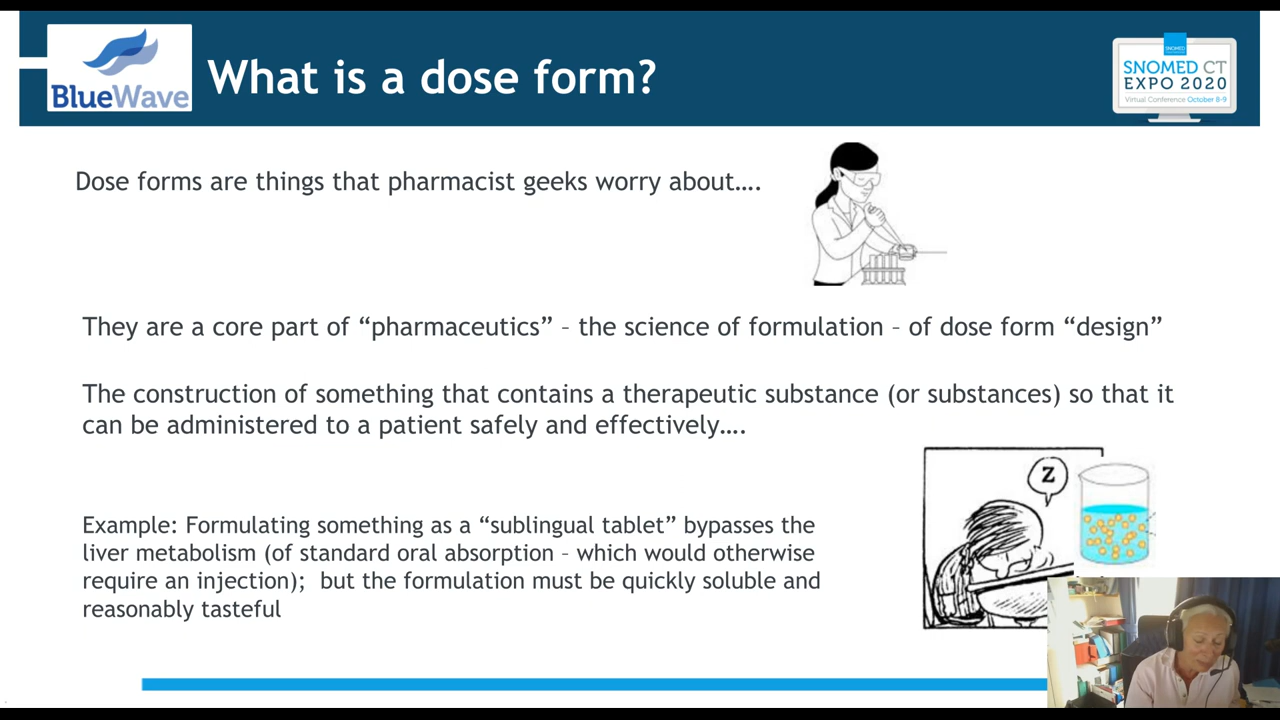 BlueWave
What is a dose form?
SNOMED
SNOMED CT
EXPO 2020
Virtual Conference October 8-9
Dose forms are things that pharmacist geeks worry about….
They are a core part of “pharmaceutics” – the science of formulation – of dose form “design”
The construction of something that contains a therapeutic substance (or substances) so that it
can be administered to a patient safely and effectively….
Z
Example: Formulating something as a “sublingual tablet” bypasses the
liver metabolism (of standard oral absorption – which would otherwise
require an injection);  but the formulation must be quickly soluble and
reasonably tasteful